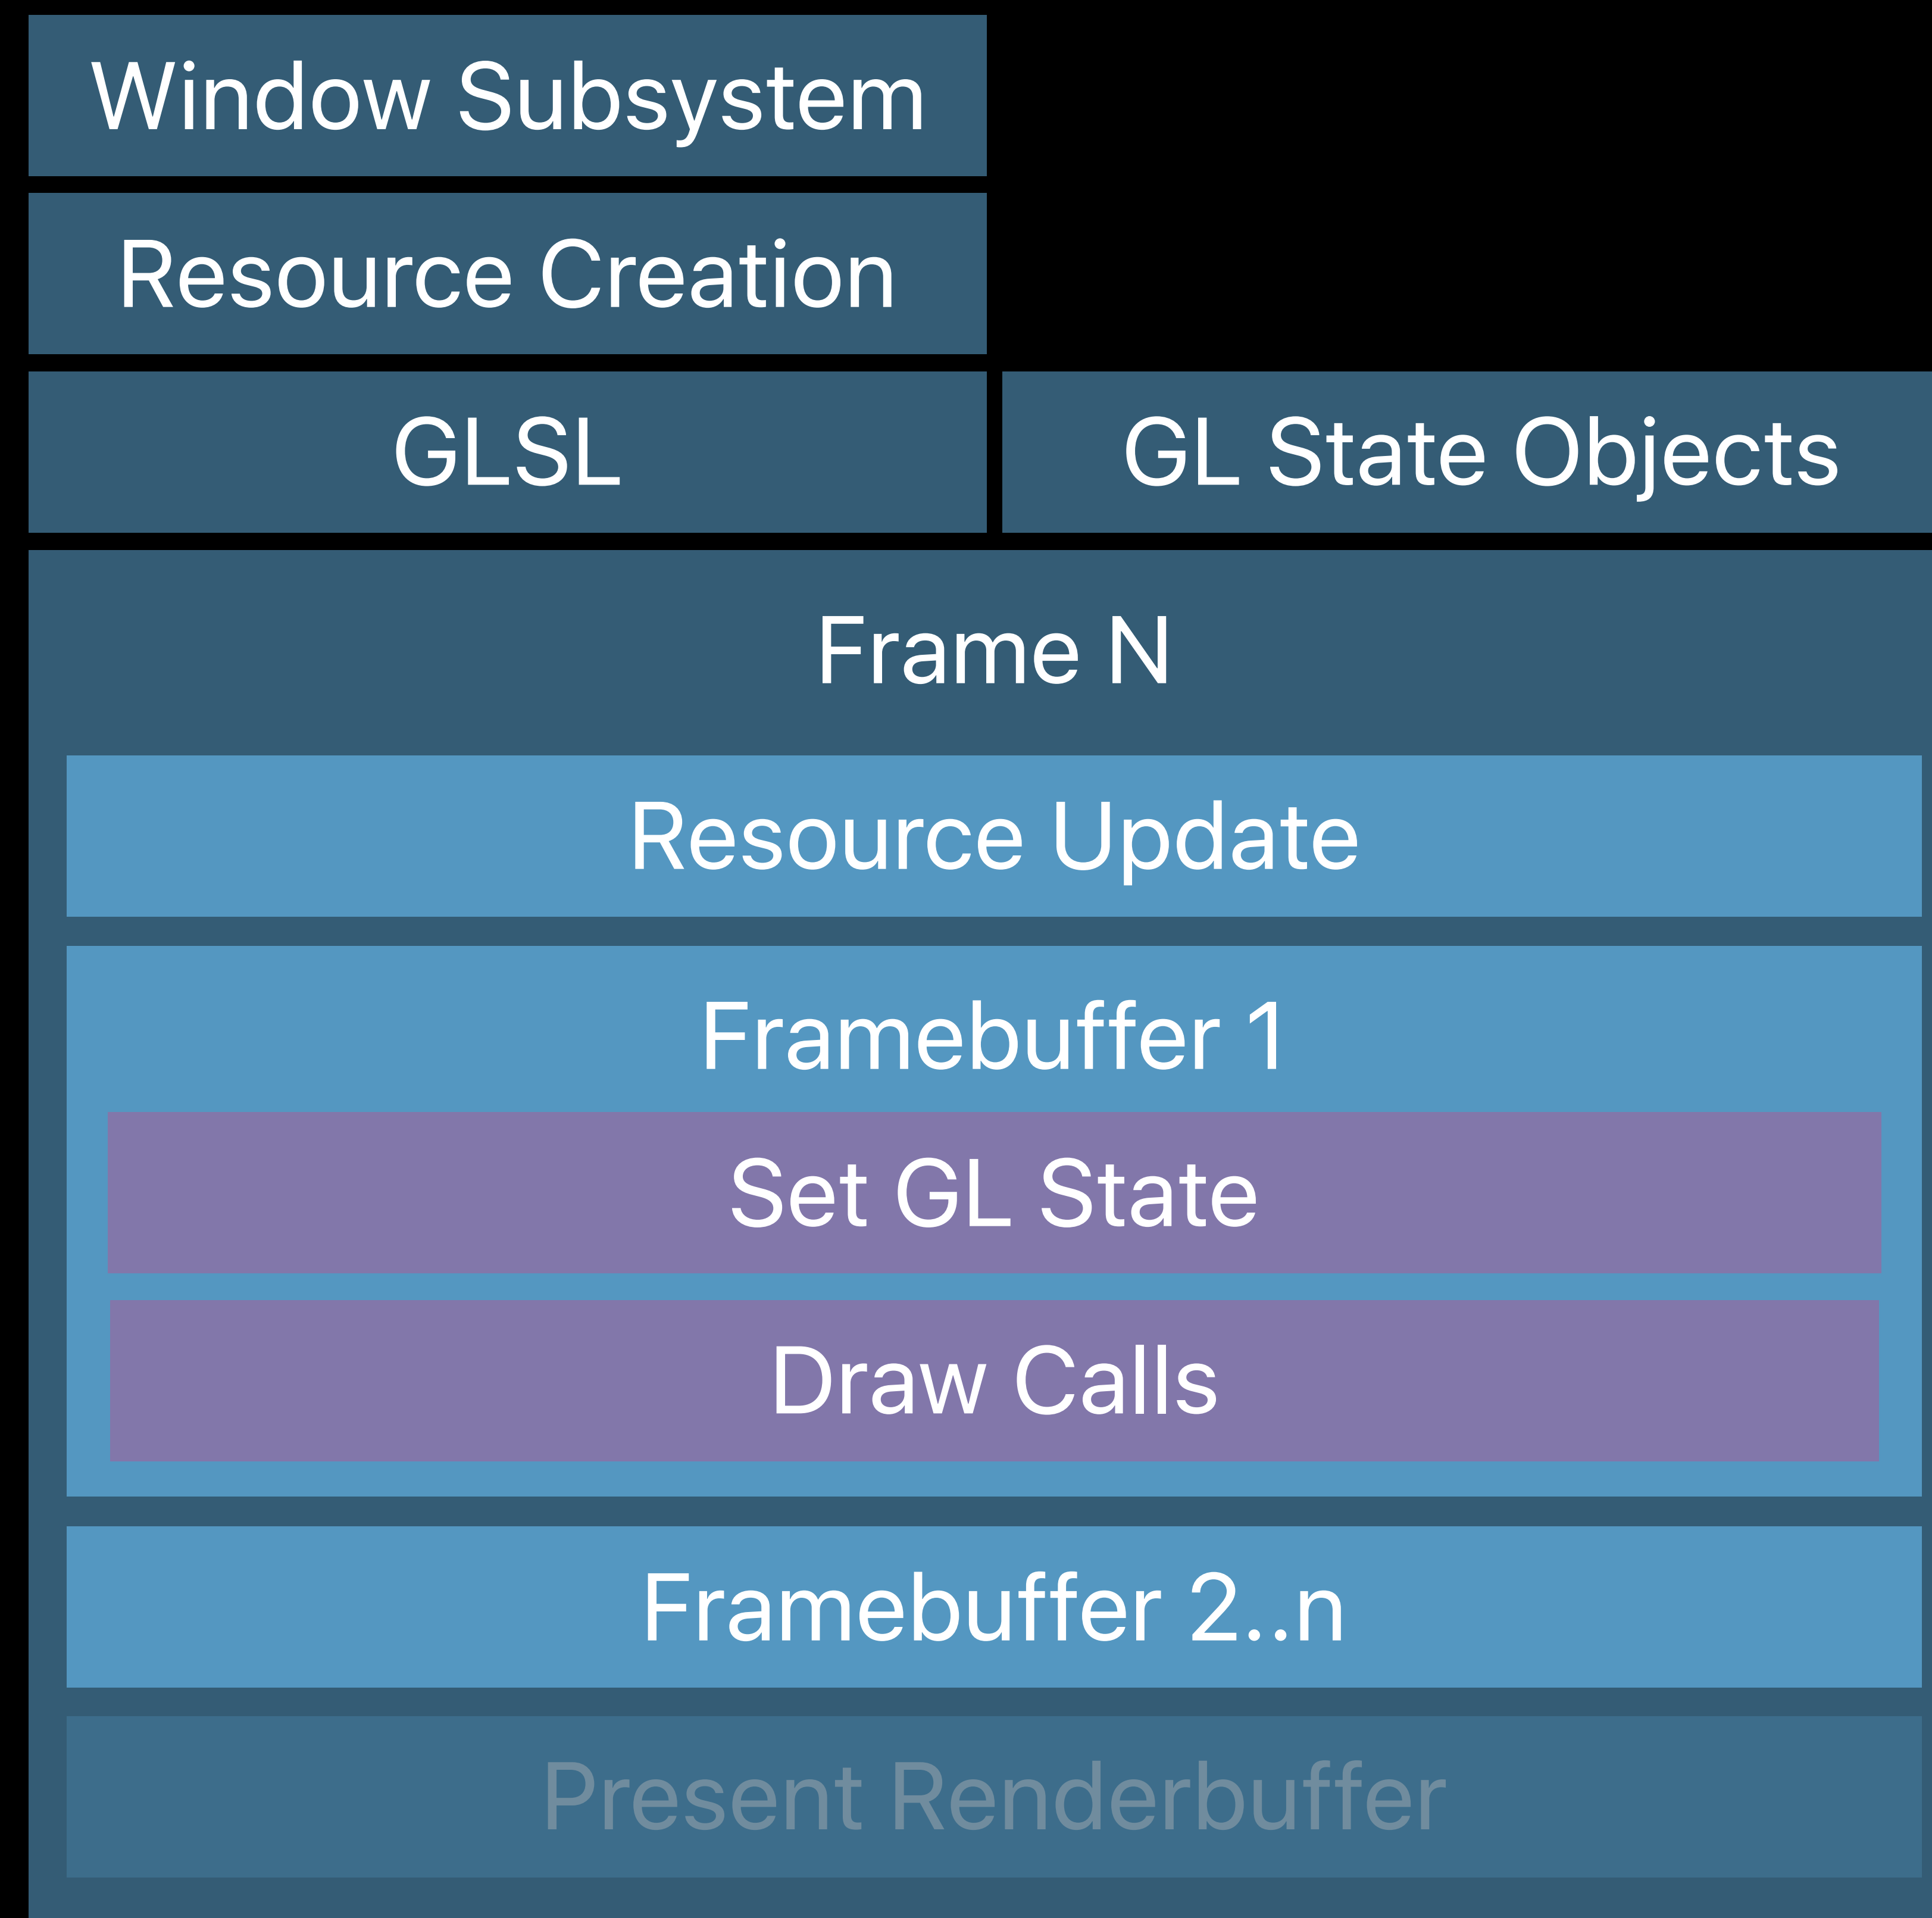 Window Subsystem
Resource Creation
GLSL
GL State Objects
Frame N
Resource Update
Framebuffer 1
Set GL State
Draw Calls
Framebuffer 2..n
Present Renderbuffer